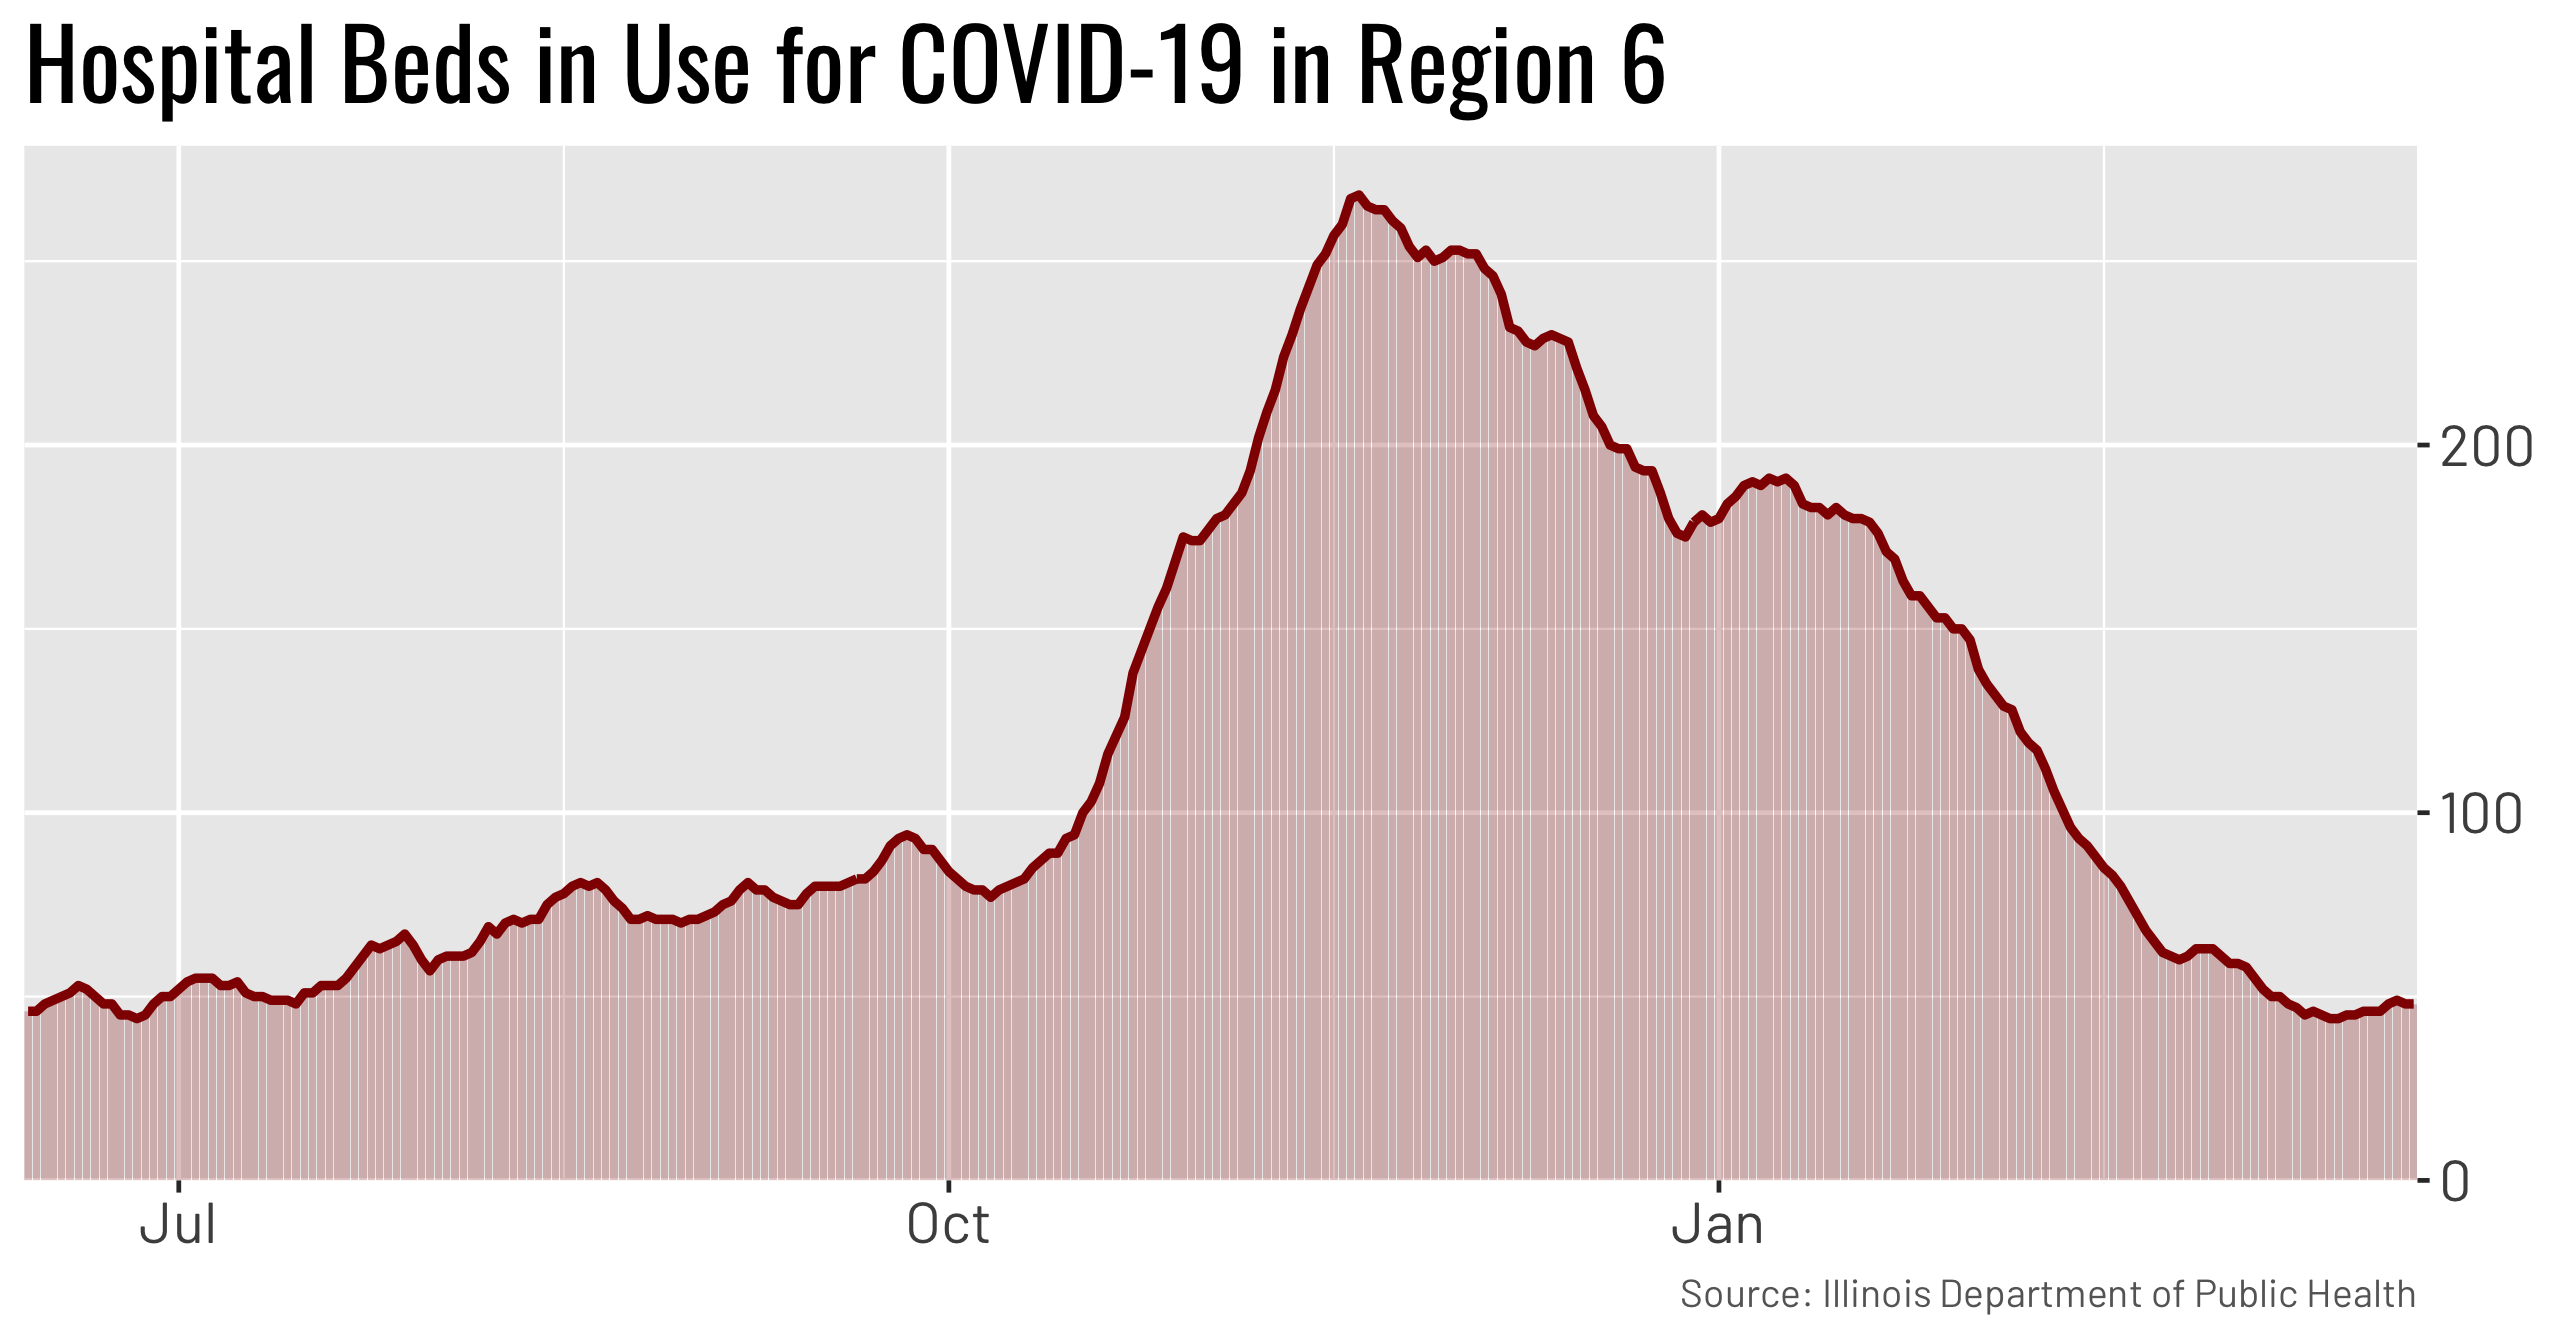 Hospital Beds in Use for COVID-19 in Region 6
200
100
0
Jul Oct Jan
Source: Illinois Department of Public Health